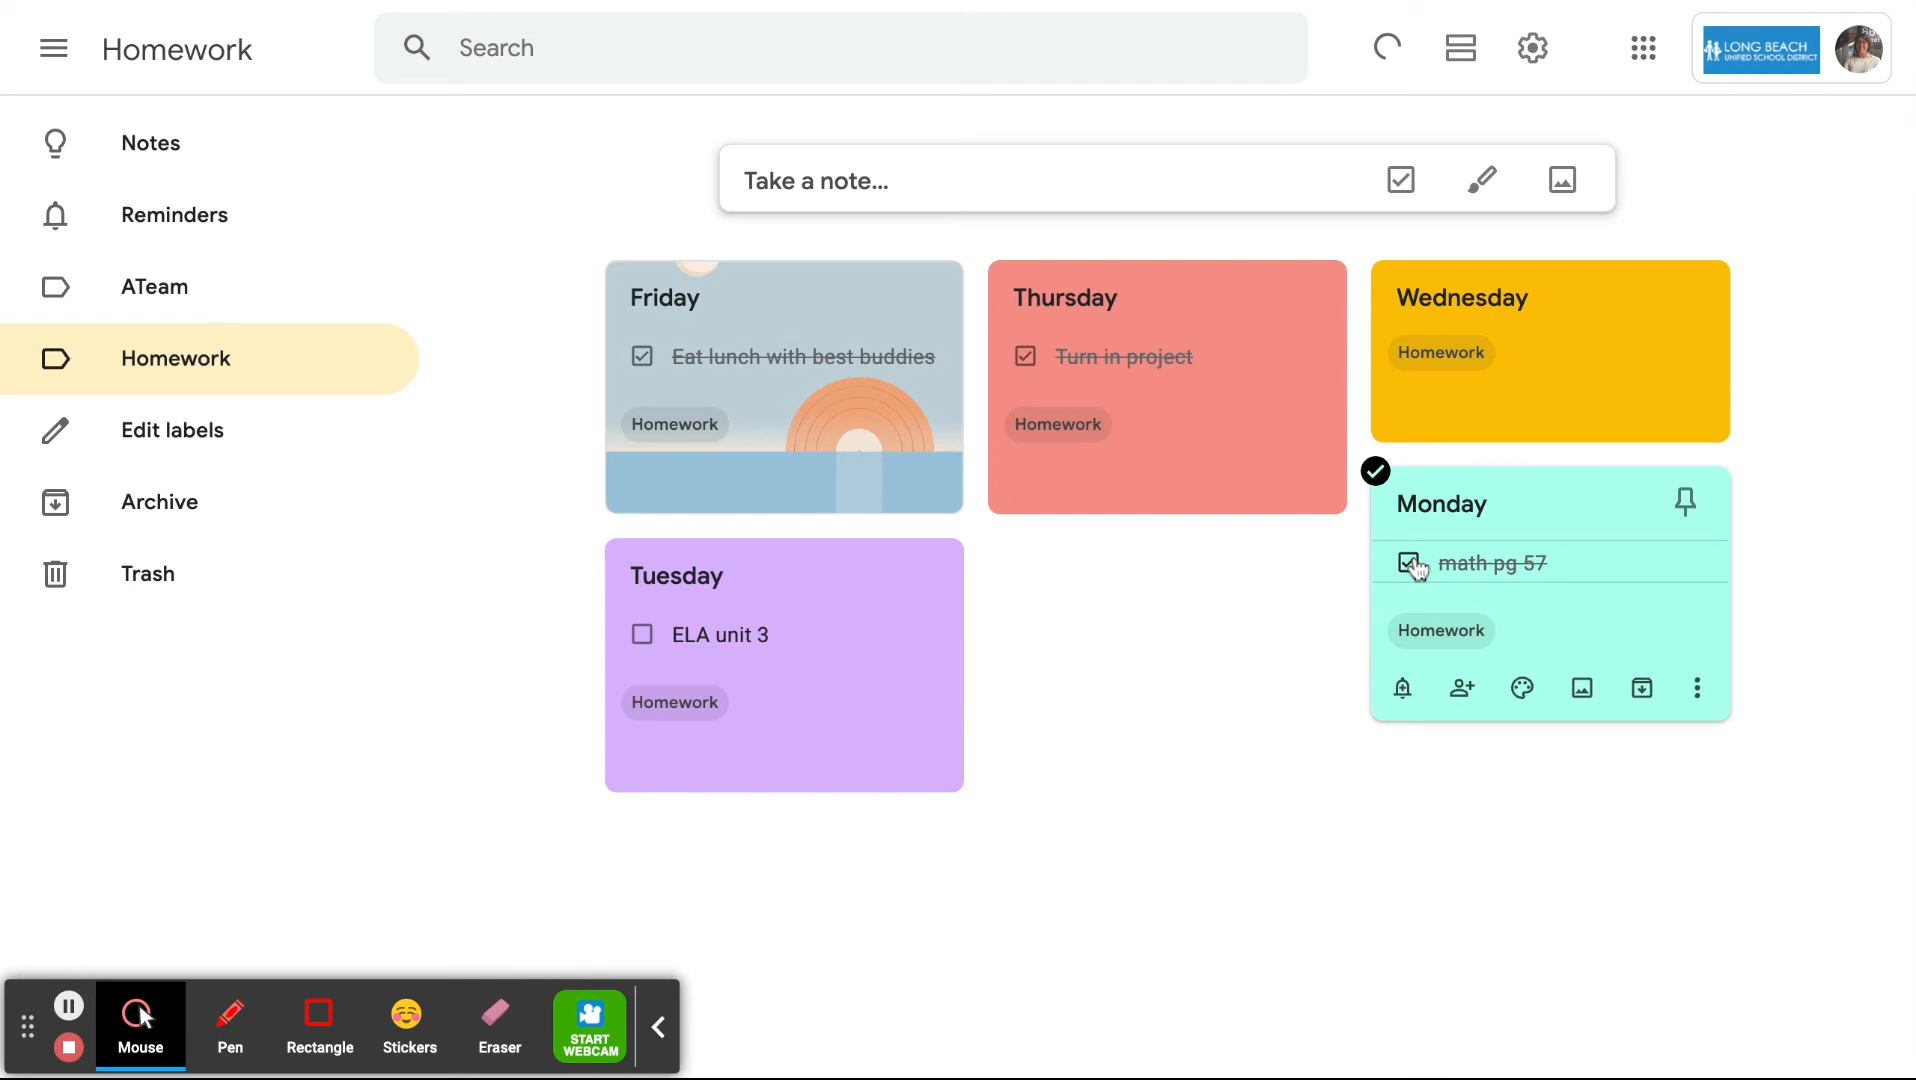 Homework
Search
LONG BEACH
UNIFIED SCHOOL DISTRICT
Notes
Reminders
ATeam
Homework
Edit labels
Archive
Trash
Take a note...
Friday
Eat lunch with best buddies
Homework
Thursday
Turn in project
Homework
Wednesday
Homework
Monday
math pg 57
Homework
Tuesday
ELA unit 3
Homework
Mouse
Pen
Rectangle
Stickers
Eraser
START
WEBCAM